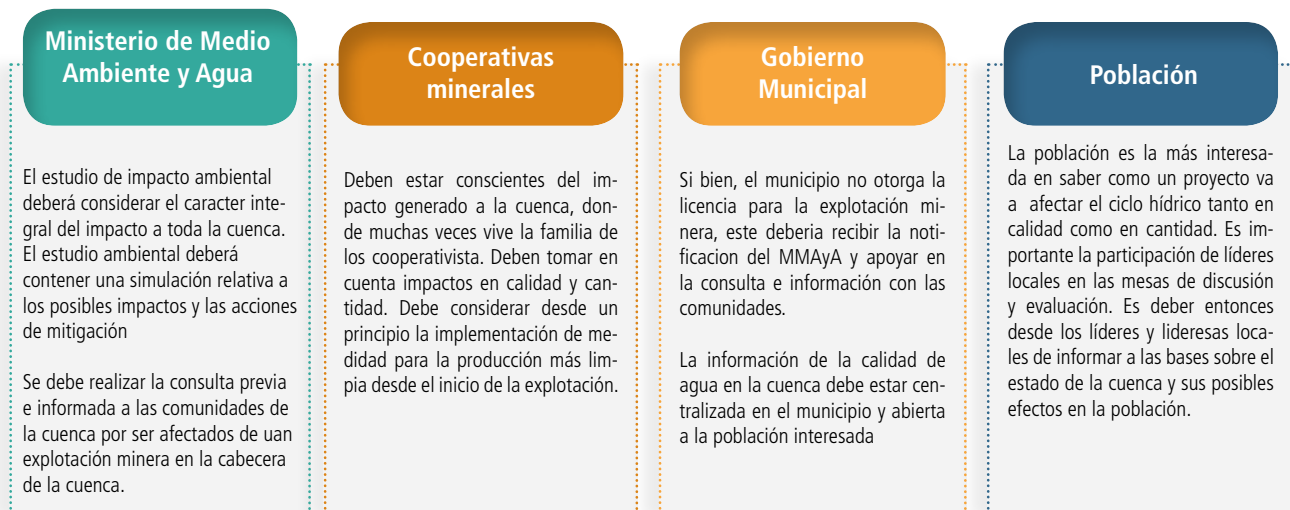 Ministerio de Medio
Ambiente y Agua
El estudio de impacto ambiental
deberá considerar el caracter inte-
gral del impacto a toda la cuenca.
El estudio ambiental deberá
contener una simulación relativa a
los posibles impactos y las acciones
de mitigación
Se debe realizar la consulta previa
e informada a las comunidades de
la cuenca por ser afectados de uan
explotación minera en la cabecera
de la cuenca.
Cooperativas
minerales
Deben estar conscientes del im-
pacto generado a la cuenca, don-
de muchas veces vive la familia de
los cooperativista. Deben tomar en
cuenta impactos en calidad y can-
tidad. Debe considerar desde un
principio la implementación de me-
didad para la producción más lim-
pia desde el inicio de la explotación.
Gobierno
Municipal
Si bien, el municipio no otorga la
licencia para la explotación mi-
nera, este deberia recibir la noti-
ficacion del MMAyA y apoyar en
la consulta e información con las
comunidades.
La información de la calidad de
agua en la cuenca debe estar cen-
tralizada en el municipio y abierta
a la población interesada
Población
La población es la más interesa-
da en saber como un proyecto va
a afectar el ciclo hídrico tanto en
calidad como en cantidad. Es im-
portante la participación de líderes
locales en las mesas de discusión
y evaluación. Es deber entonces
desde los líderes y lideresas loca-
les de informar a las bases sobre el
estado de la cuenca y sus posibles
efectos en la población.